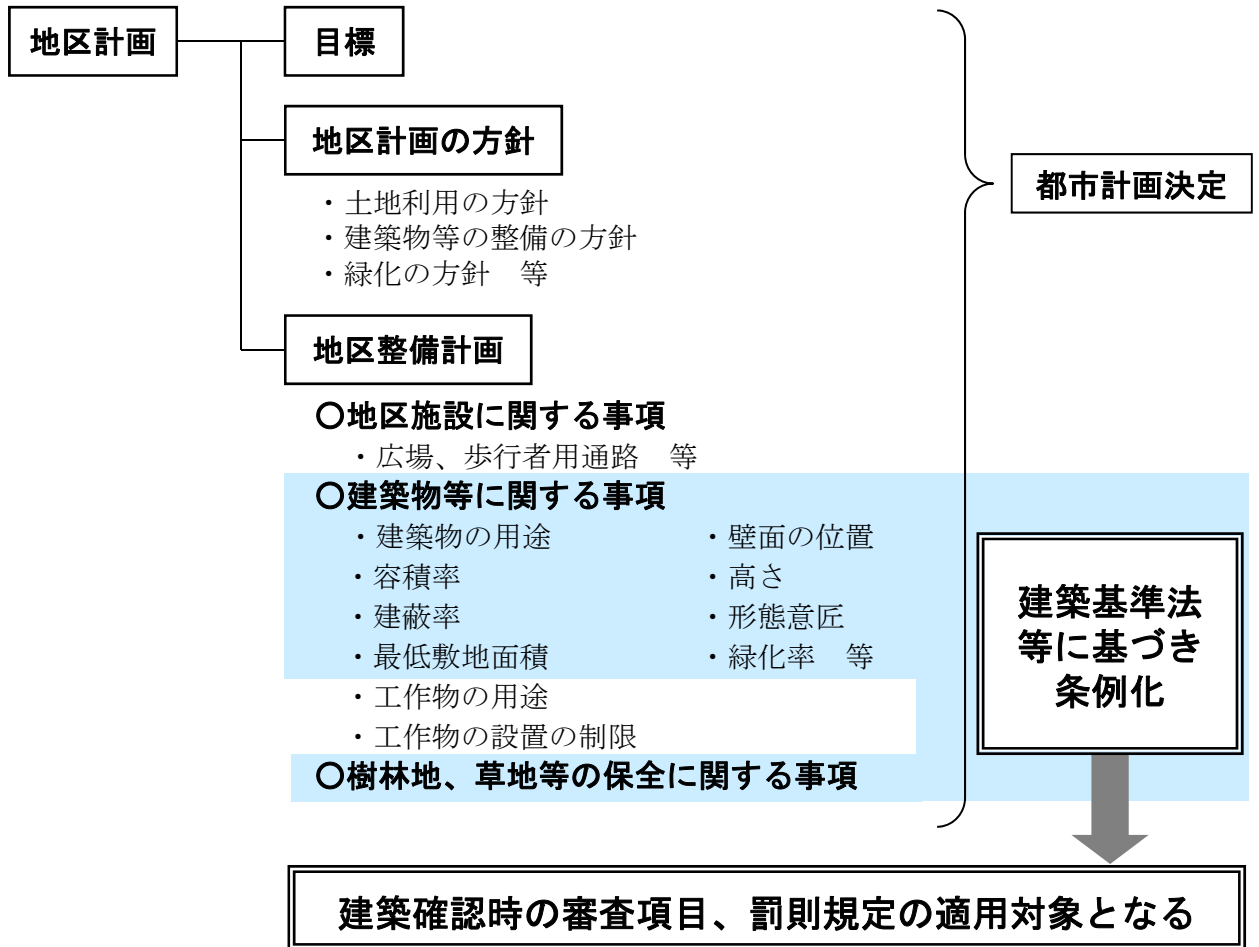 地区計画
目標
地区計画の方針
・土地利用の方針
・建築物等の整備の方針
・緑化の方針　等
都市計画決定
地区整備計画
〇地区施設に関する事項
・広場、歩行者用通路　等
〇建築物等に関する事項
・建築物の用途
・壁面の位置
・容積率
・高さ
・建蔽率
・形態意匠
・最低敷地面積
・緑化率　等
・工作物の用途
・工作物の設置の制限
〇樹林地、草地等の保全に関する事項
建築基準法
等に基づき
条例化
建築確認時の審査項目、罰則規定の適用対象となる